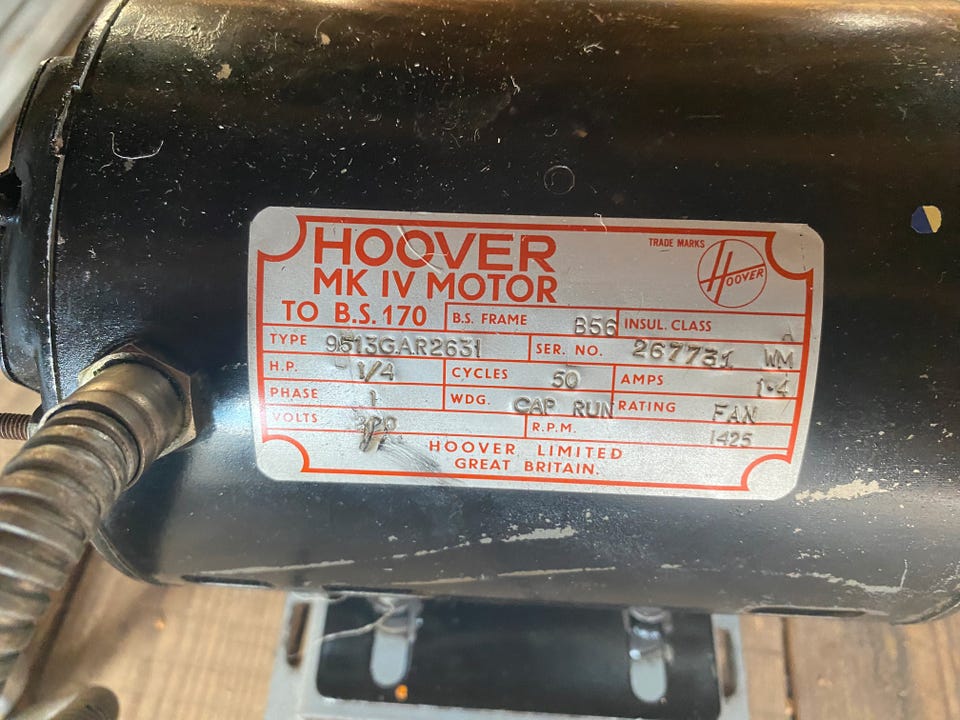 HOOVER
TRADE MARKS
HOOVER
MK IV MOTOR
TO B.S. 170 B.S. FRAME B56 INSUL. CLASS A
TYPE 9513GAR2631 SER. NO. 267731 WM
H.P. 1/4 CYCLES 50 AMPS 1·4
PHASE 1 WDG. CAP RUN RATING FAN
VOLTS R.P.M. 1425
HOOVER LIMITED
GREAT BRITAIN.